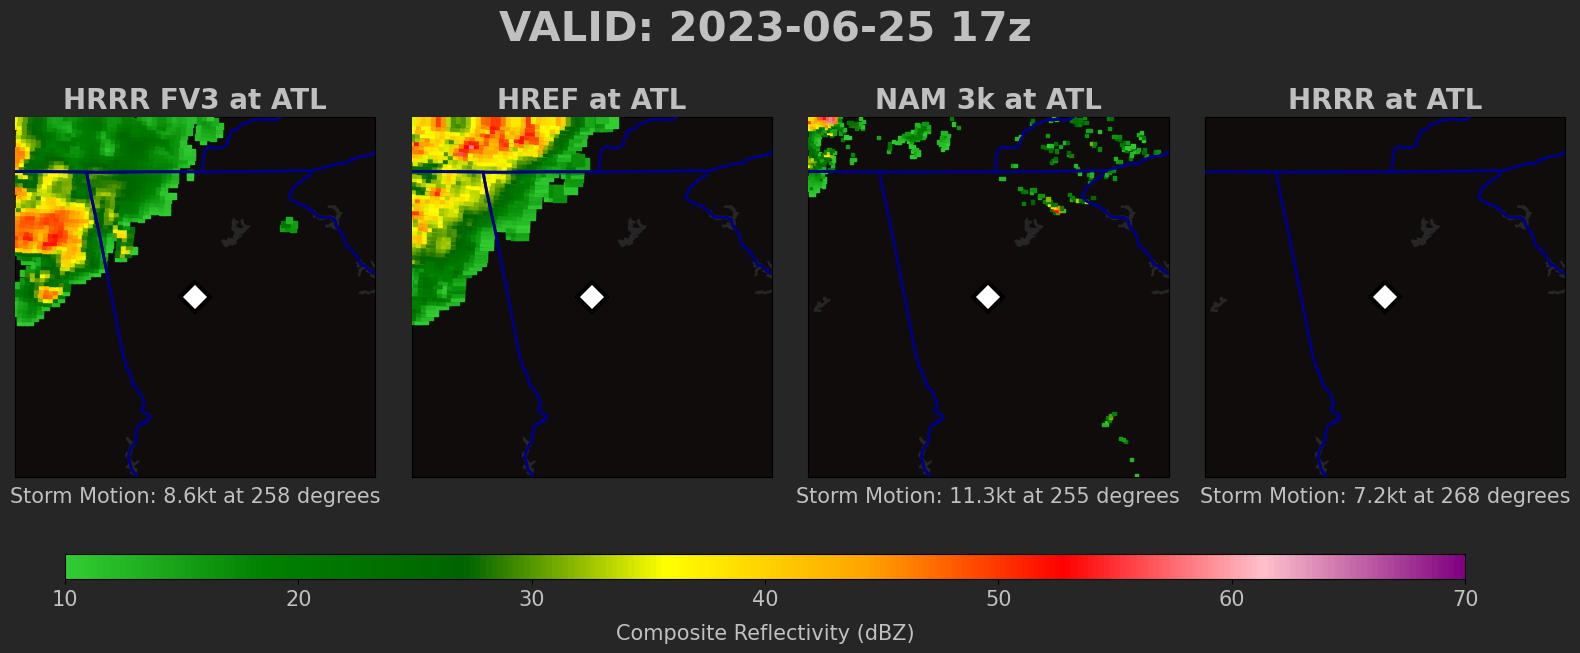 VALID: 2023-06-25 17z
HRRR FV3 at ATL
HREF at ATL
NAM 3k at ATL
HRRR at ATL
Storm Motion: 8.6kt at 258 degrees
Storm Motion: 11.3kt at 255 degrees
Storm Motion: 7.2kt at 268 degrees
10 20 30 40 50 60 70
Composite Reflectivity (dBZ)